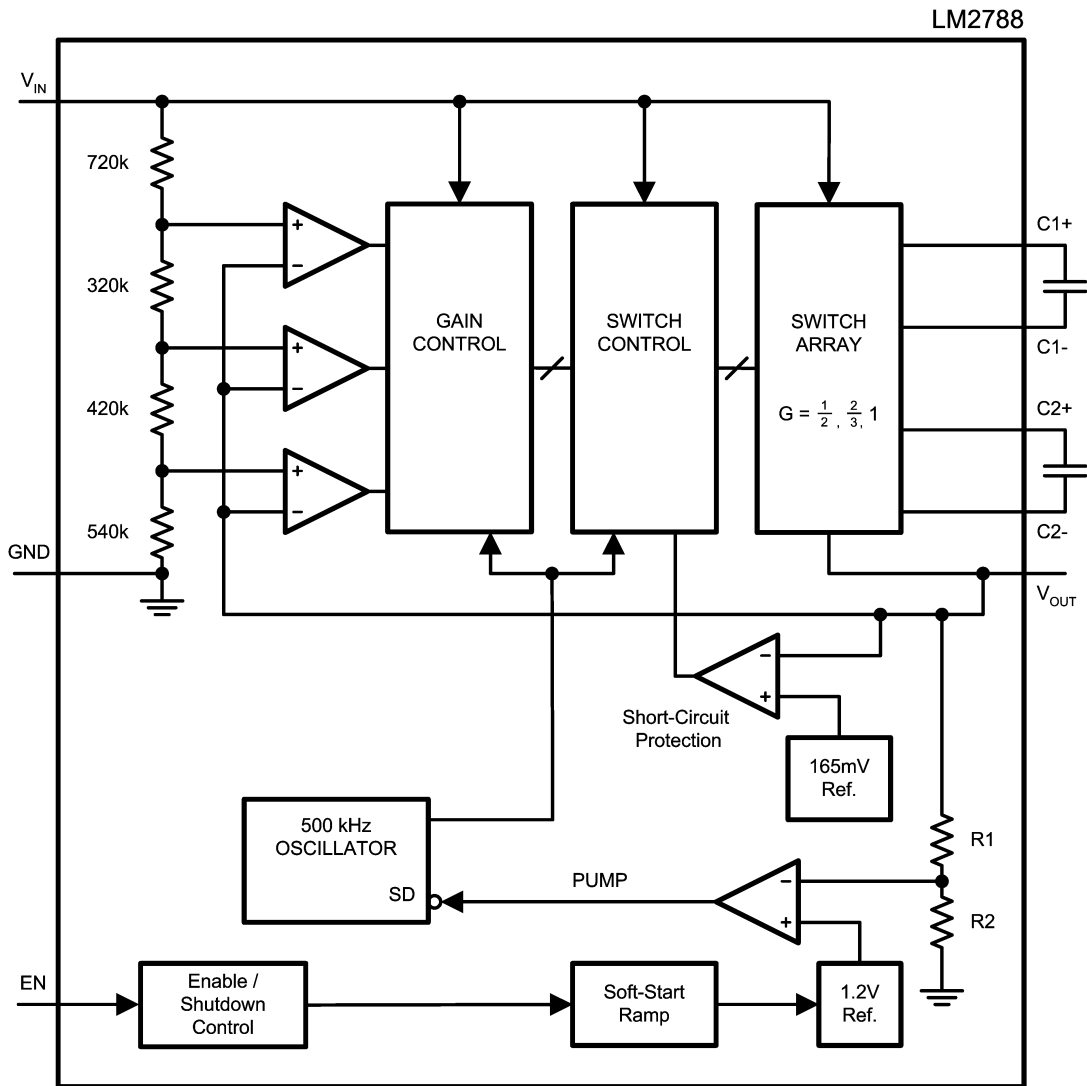 LM2788
V_IN
720k
320k
420k
540k
GND
+
−
+
−
+
−
GAIN
CONTROL
SWITCH
CONTROL
SWITCH
ARRAY
G = 1/2, 2/3, 1
C1+
C1-
C2+
C2-
V_OUT
−
+
Short-Circuit
Protection
165mV
Ref.
500 kHz
OSCILLATOR
SD
PUMP
−
+
R1
R2
EN
Enable /
Shutdown
Control
Soft-Start
Ramp
1.2V
Ref.